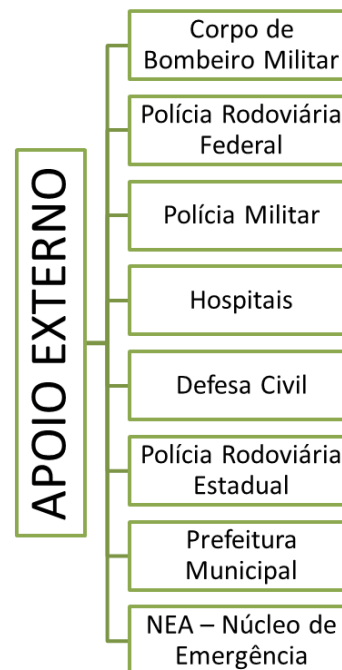 APOIO EXTERNO
Corpo de
Bombeiro Militar
Polícia Rodoviária
Federal
Polícia Militar
Hospitais
Defesa Civil
Polícia Rodoviária
Estadual
Prefeitura
Municipal
NEA – Núcleo de
Emergência